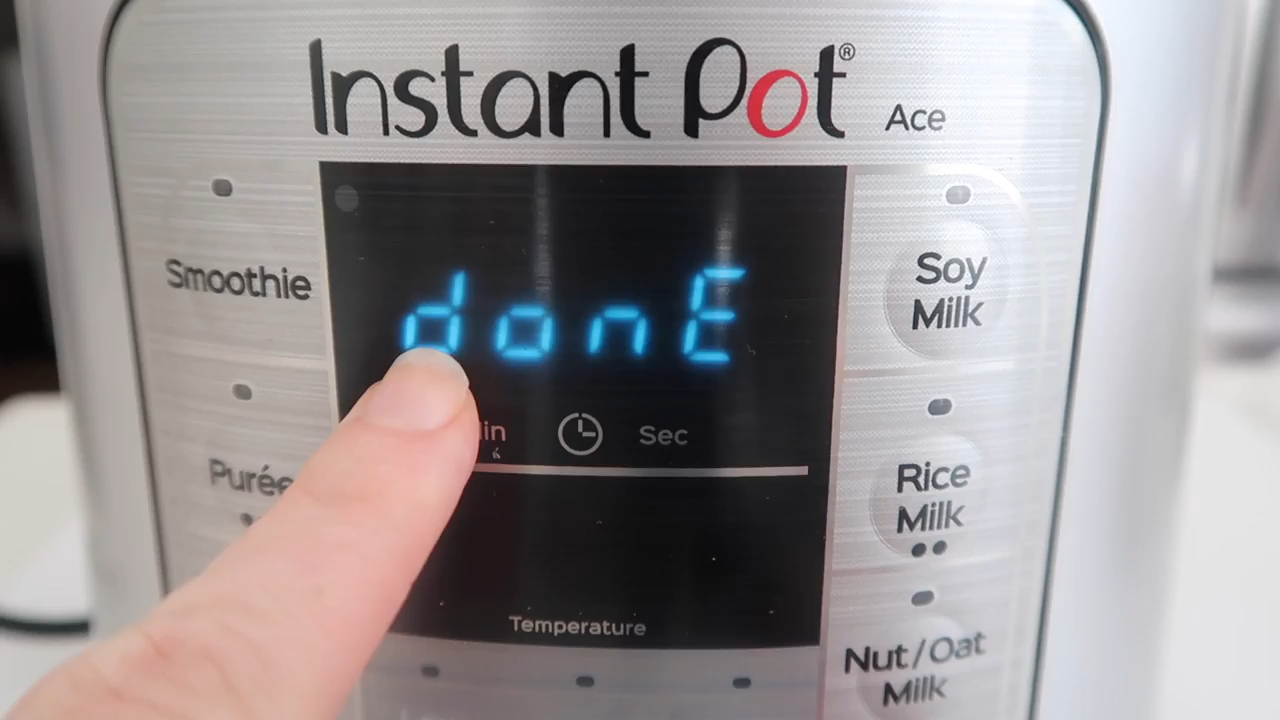 Instant Pot® Ace
Smoothie
donE
Soy
Milk
Sec
Purée
Rice
Milk
Temperature
Nut/Oat
Milk